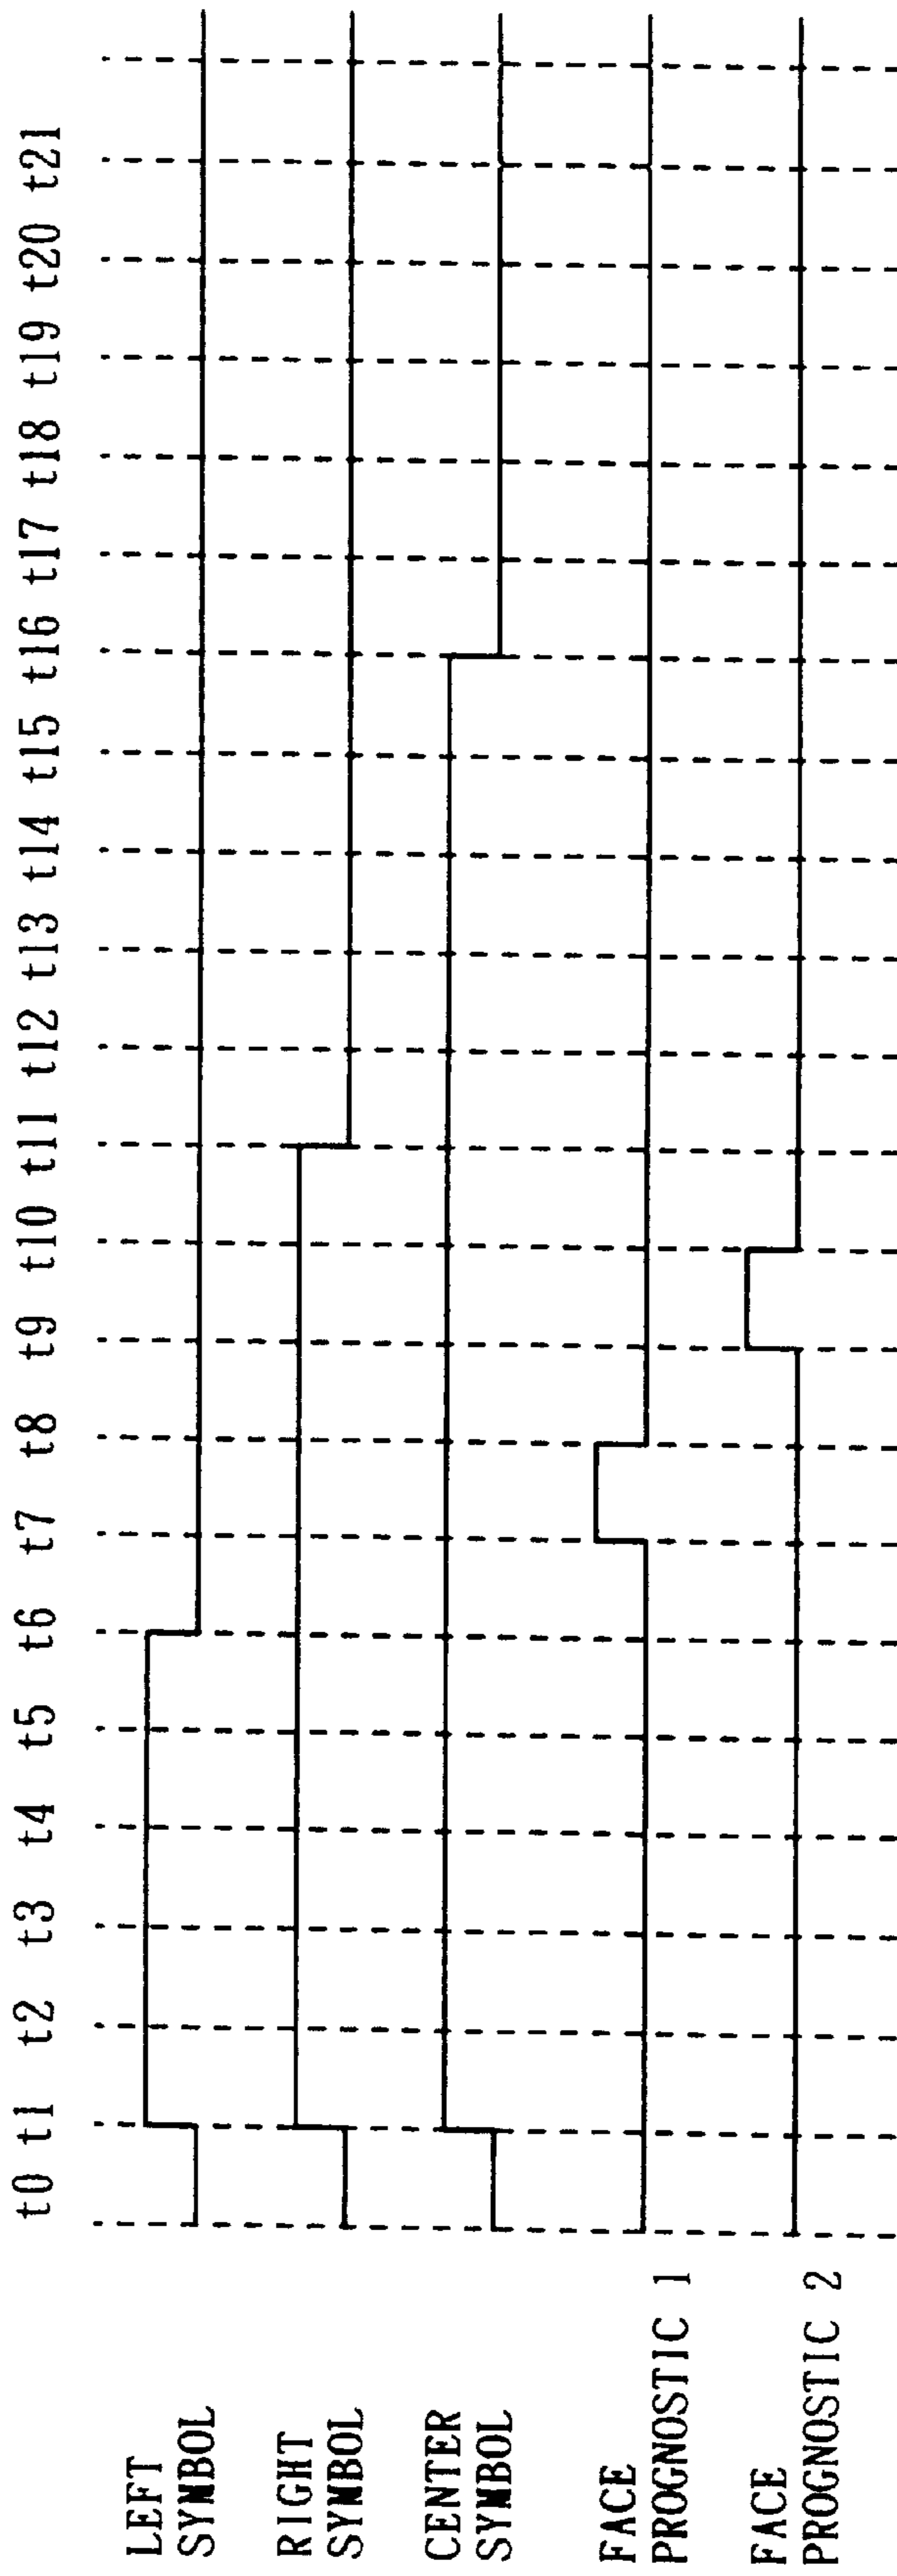 t0 t1 t2 t3 t4 t5 t6 t7 t8 t9 t10 t11 t12 t13 t14 t15 t16 t17 t18 t19 t20 t21
LEFT
SYMBOL
RIGHT
SYMBOL
CENTER
SYMBOL
FACE
PROGNOSTIC 1
FACE
PROGNOSTIC 2